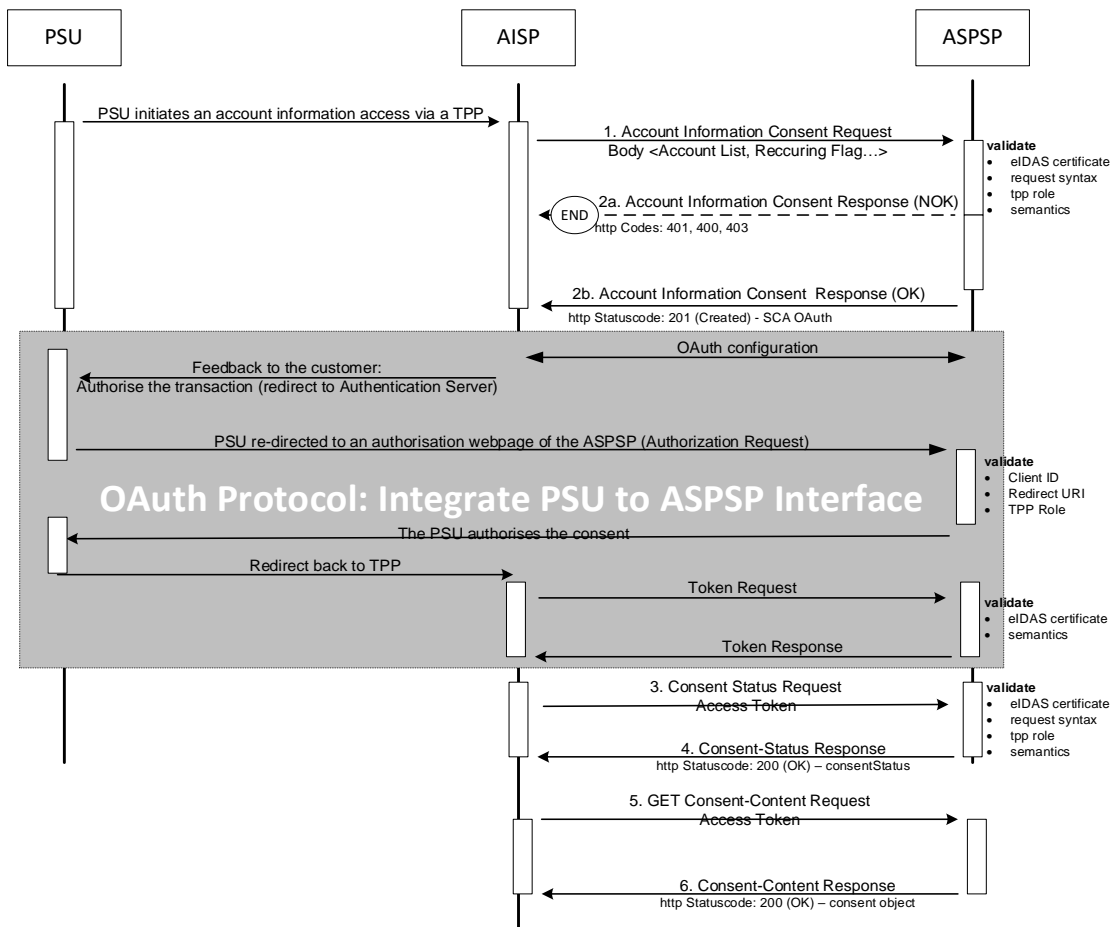 PSU
AISP
ASPSP
PSU initiates an account information access via a TPP
1. Account Information Consent Request
Body <Account List, Reccuring Flag…>
validate
• eIDAS certificate
• request syntax
• tpp role
• semantics
2a. Account Information Consent Response (NOK)
END
http Codes: 401, 400, 403
2b. Account Information Consent Response (OK)
http Statuscode: 201 (Created) - SCA OAuth
OAuth configuration
Feedback to the customer:
Authorise the transaction (redirect to Authentication Server)
PSU re-directed to an authorisation webpage of the ASPSP (Authorization Request)
validate
• Client ID
• Redirect URI
• TPP Role
OAuth Protocol: Integrate PSU to ASPSP Interface
The PSU authorises the consent
Redirect back to TPP
Token Request
validate
• eIDAS certificate
• semantics
Token Response
3. Consent Status Request
Access Token
validate
• eIDAS certificate
• request syntax
• tpp role
• semantics
4. Consent-Status Response
http Statuscode: 200 (OK) – consentStatus
5. GET Consent-Content Request
Access Token
6. Consent-Content Response
http Statuscode: 200 (OK) – consent object